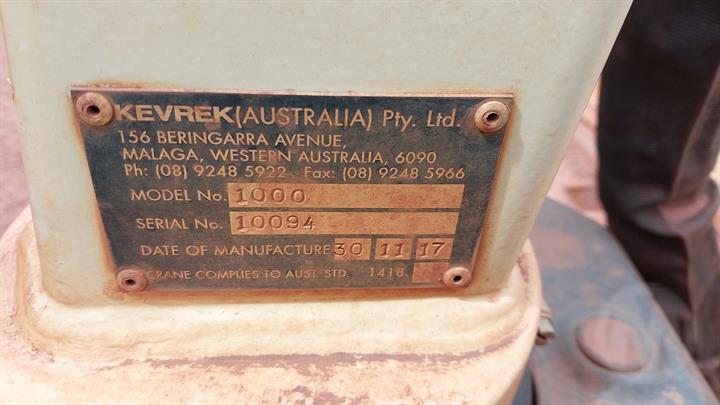 KEVREK(AUSTRALIA) Pty. Ltd.
156 BERINGARRA AVENUE,
MALAGA, WESTERN AUSTRALIA, 6090
Ph: (08) 9248 5922 Fax: (08) 9248 5966
MODEL No. 1000
SERIAL No: 10094
DATE OF MANUFACTURE 30 11 17
CRANE COMPLIES TO AUST. STD. 1418.